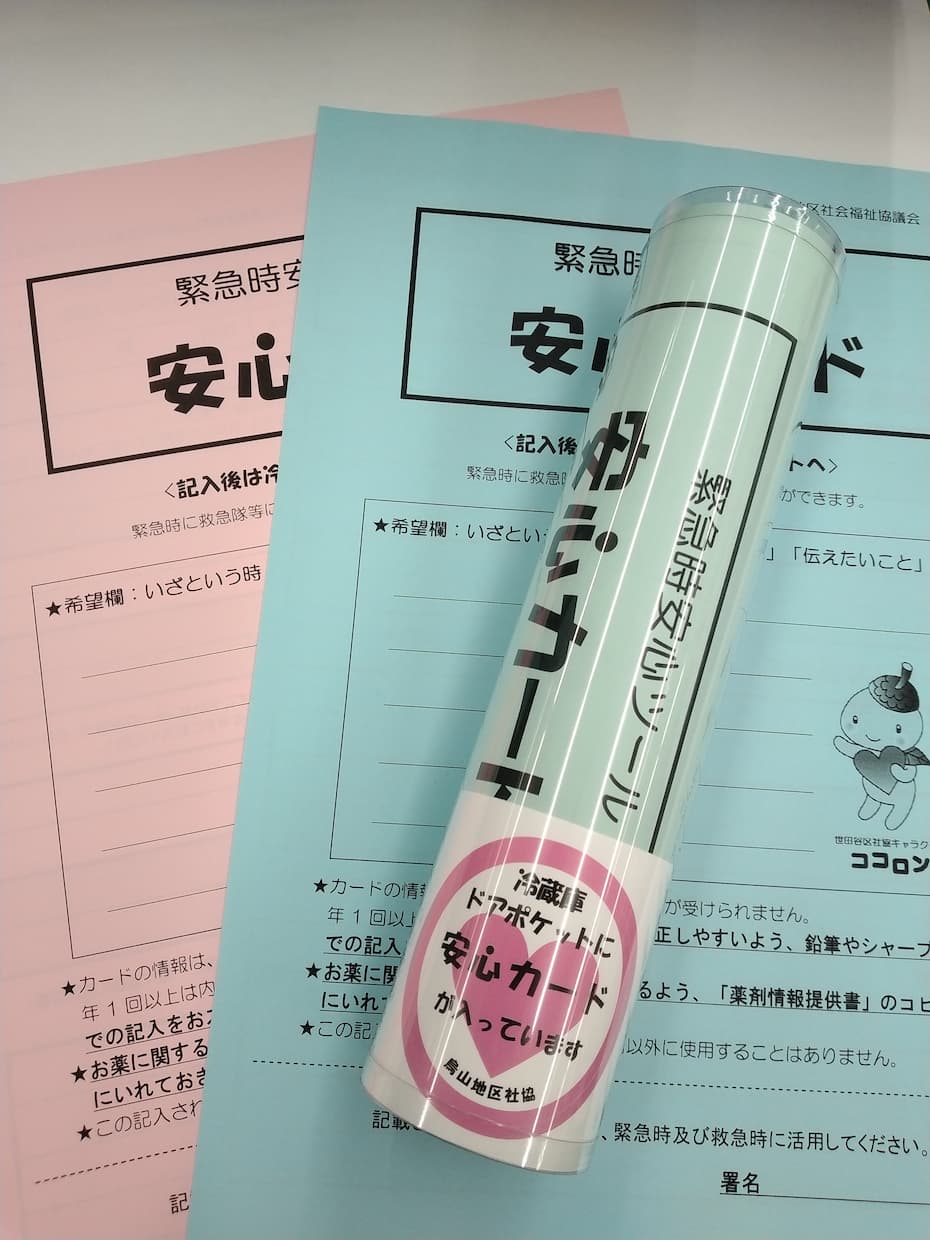 緊急時安
安心
<記入後は冷
緊急時に救急隊等に
★希望欄：いざという時
★カードの情報は、
年1回以上は内
での記入をお
★お薬に関する
にいれておき
★この記入され
記
区社会福祉協議会
緊急時
安心
ド
<記入後
トへ>
緊急時に救急
ができます。
★希望欄：いざとい
」「伝えたいこと」
世田谷区社協キャラク
ココロン
★カードの情
が受けられません。
年1回以上
正しやすいよう、鉛筆やシャープ
での記入
★お薬に関
るよう、「薬剤情報提供書」のコピ
にいれて
★この記
以外に使用することはありません。
記載
、緊急時及び救急時に活用してください。
署名
緊急時安心ツール
安心カード
冷蔵庫
ドアポケットに
安心カード
が入っています
烏山地区社協